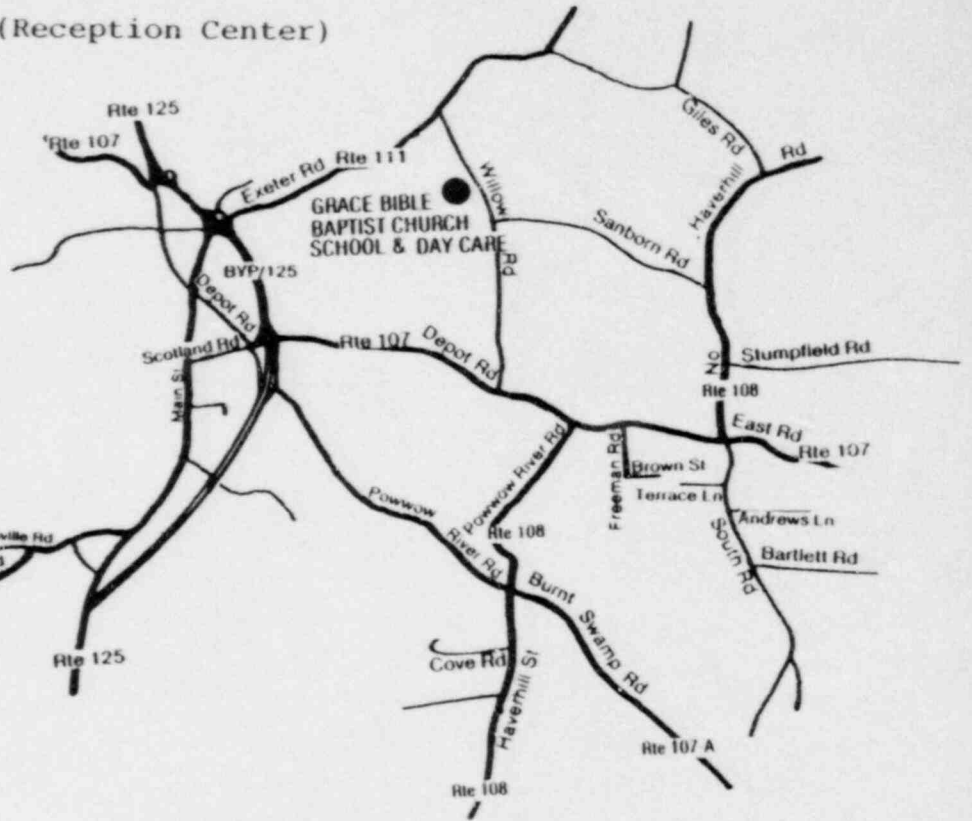 (Reception Center)
Rte 125
Rte 107
Exeter Rd Rte 111
Giles Rd
Haverhill Rd
Willow Rd
GRACE BIBLE
BAPTIST CHURCH
SCHOOL & DAY CARE
Sanborn Rd
BYP/125
Depot Rd
Scotland Rd
Rte 107
Depot Rd
No
Stumpfield Rd
Main St
Rte 108
East Rd
Rte 107
Powwow River Rd
Freeman Rd
Brown St
Terrace Ln
Andrews Ln
South Rd
Bartlett Rd
Powwow River Rd
Rte 108
Burnt Swamp Rd
ville Rd
Rte 125
Cove Rd
Haverhill St
Rte 107 A
Rte 108